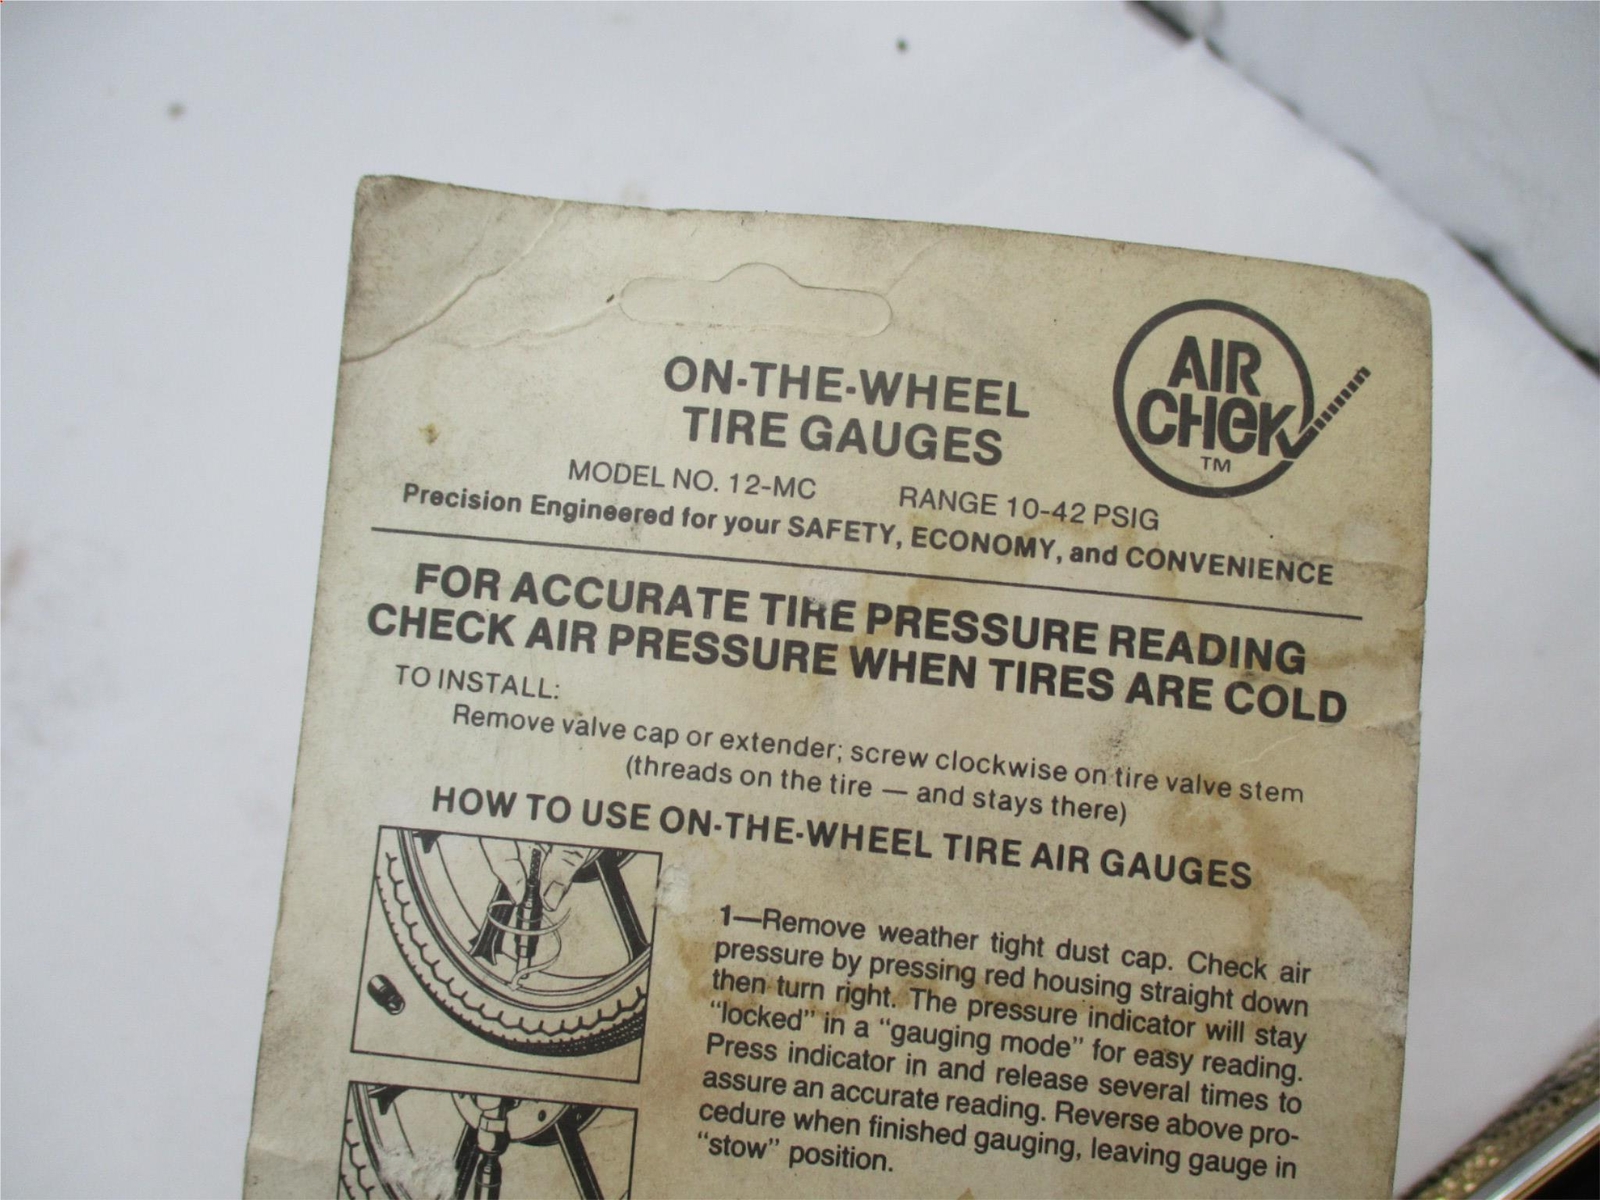 AIR
CHEK
TM
ON-THE-WHEEL
TIRE GAUGES
MODEL NO. 12-MC RANGE 10-42 PSIG
Precision Engineered for your SAFETY, ECONOMY, and CONVENIENCE
FOR ACCURATE TIRE PRESSURE READING
CHECK AIR PRESSURE WHEN TIRES ARE COLD
TO INSTALL:
Remove valve cap or extender; screw clockwise on tire valve stem
(threads on the tire — and stays there)
HOW TO USE ON-THE-WHEEL TIRE AIR GAUGES
1—Remove weather tight dust cap. Check air
pressure by pressing red housing straight down
then turn right. The pressure indicator will stay
“locked” in a “gauging mode” for easy reading.
Press indicator in and release several times to
assure an accurate reading. Reverse above pro-
cedure when finished gauging, leaving gauge in
“stow” position.